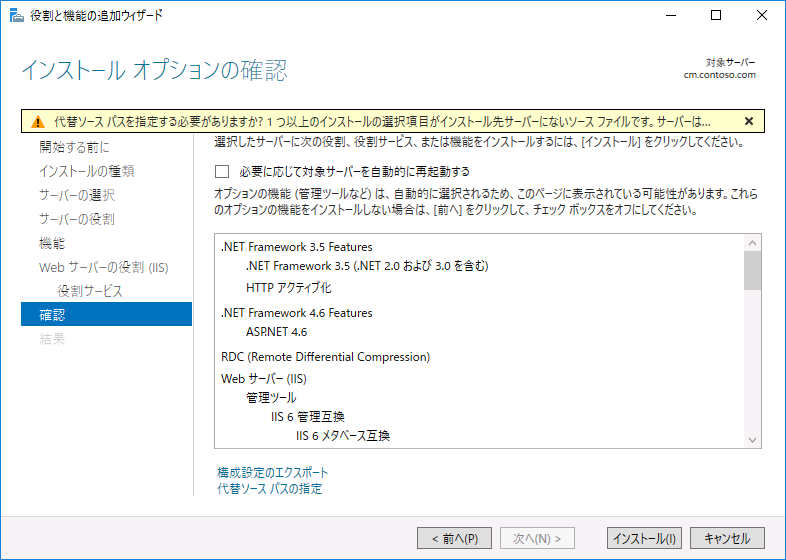 役割と機能の追加ウィザード
インストール オプションの確認
対象サーバー
cm.contoso.com
代替ソース パスを指定する必要がありますか? 1 つ以上のインストールの選択項目がインストール先サーバーにないソース ファイルです。サーバーは...
開始する前に
インストールの種類
サーバーの選択
サーバーの役割
機能
Web サーバーの役割 (IIS)
役割サービス
確認
結果
選択したサーバーに次の役割、役割サービス、または機能をインストールするには、[インストール] をクリックしてください。
必要に応じて対象サーバーを自動的に再起動する
オプションの機能 (管理ツールなど) は、自動的に選択されるため、このページに表示されている可能性があります。これら
のオプションの機能をインストールしない場合は、[前へ] をクリックして、チェック ボックスをオフにしてください。
.NET Framework 3.5 Features
.NET Framework 3.5 (.NET 2.0 および 3.0 を含む)
HTTP アクティブ化
.NET Framework 4.6 Features
ASP.NET 4.6
RDC (Remote Differential Compression)
Web サーバー (IIS)
管理ツール
IIS 6 管理互換
IIS 6 メタベース互換
構成設定のエクスポート
代替ソース パスの指定
< 前へ(P)
次へ(N) >
インストール(I)
キャンセル